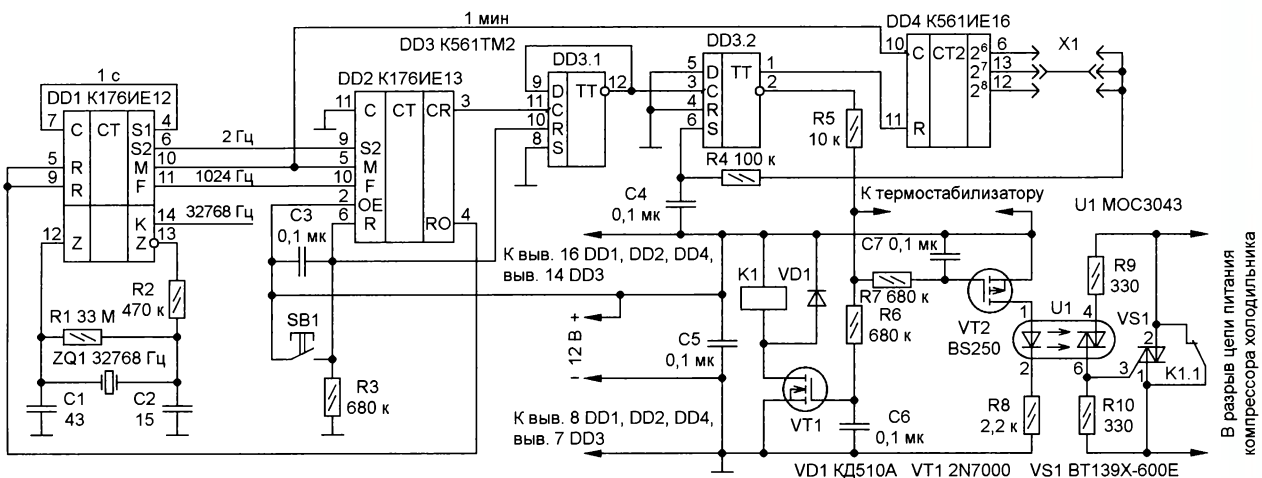 1 мин
DD4 К561ИЕ16
DD3 К561ТМ2
DD3.2
DD3.1
X1
1 с
DD2 К176ИЕ13
DD1 К176ИЕ12
10 C CT2 2⁶ 6
2⁷ 13
2⁸ 12
11 R
5 D TT 1
3 C 2
4 R
6 S
9 D TT 12
11 C
10 R
8 S
11 C CT CR 3
9 S2
5 M
10 F
2 OE
6 R RO 4
7 C CT S1 4
S2 6
5 R M 10
9 R F 11
K 14
12 Z Z 13
2 Гц
1024 Гц
32768 Гц
R5
10 к
R4 100 к
C4
0,1 мк
C3
0,1 мк
К термостабилизатору
U1 MOC3043
К выв. 16 DD1, DD2, DD4,
выв. 14 DD3
C7 0,1 мк
K1
VD1
R7 680 к
R6
680 к
R9
330
R2
470 к
R1 33 М
ZQ1 32768 Гц
SB1
12 В
+
−
C5
0,1 мк
VT2
BS250
1 U1 4
2 6
VS1
2
3
1
K1.1
C1
43
C2
15
R3
680 к
VT1
C6
0,1 мк
R8
2,2 к
R10
330
К выв. 8 DD1, DD2, DD4,
выв. 7 DD3
VD1 КД510А VT1 2N7000 VS1 BT139X-600E
В разрыв цепи питания
компрессора холодильника